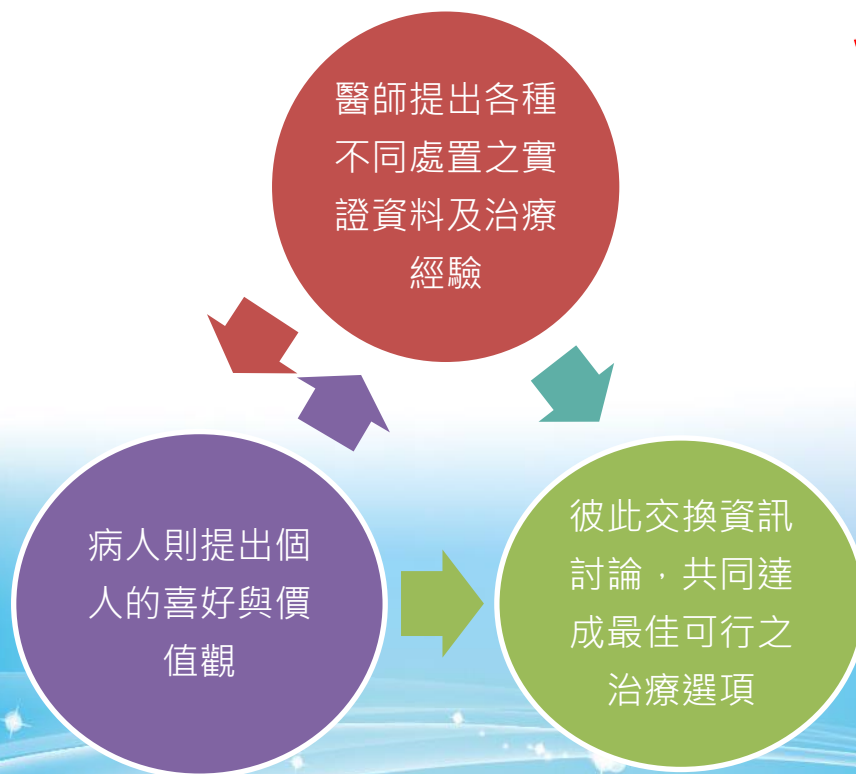 醫師提出各種
不同處置之實
證資料及治療
經驗
病人則提出個
人的喜好與價
值觀
彼此交換資訊
討論，共同達
成最佳可行之
治療選項